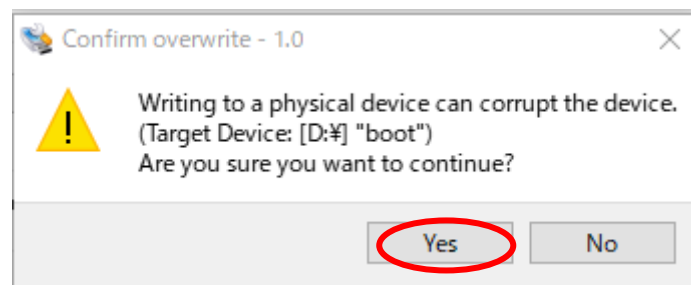 Confirm overwrite - 1.0
Writing to a physical device can corrupt the device.
(Target Device: [D:¥] "boot")
Are you sure you want to continue?
Yes No